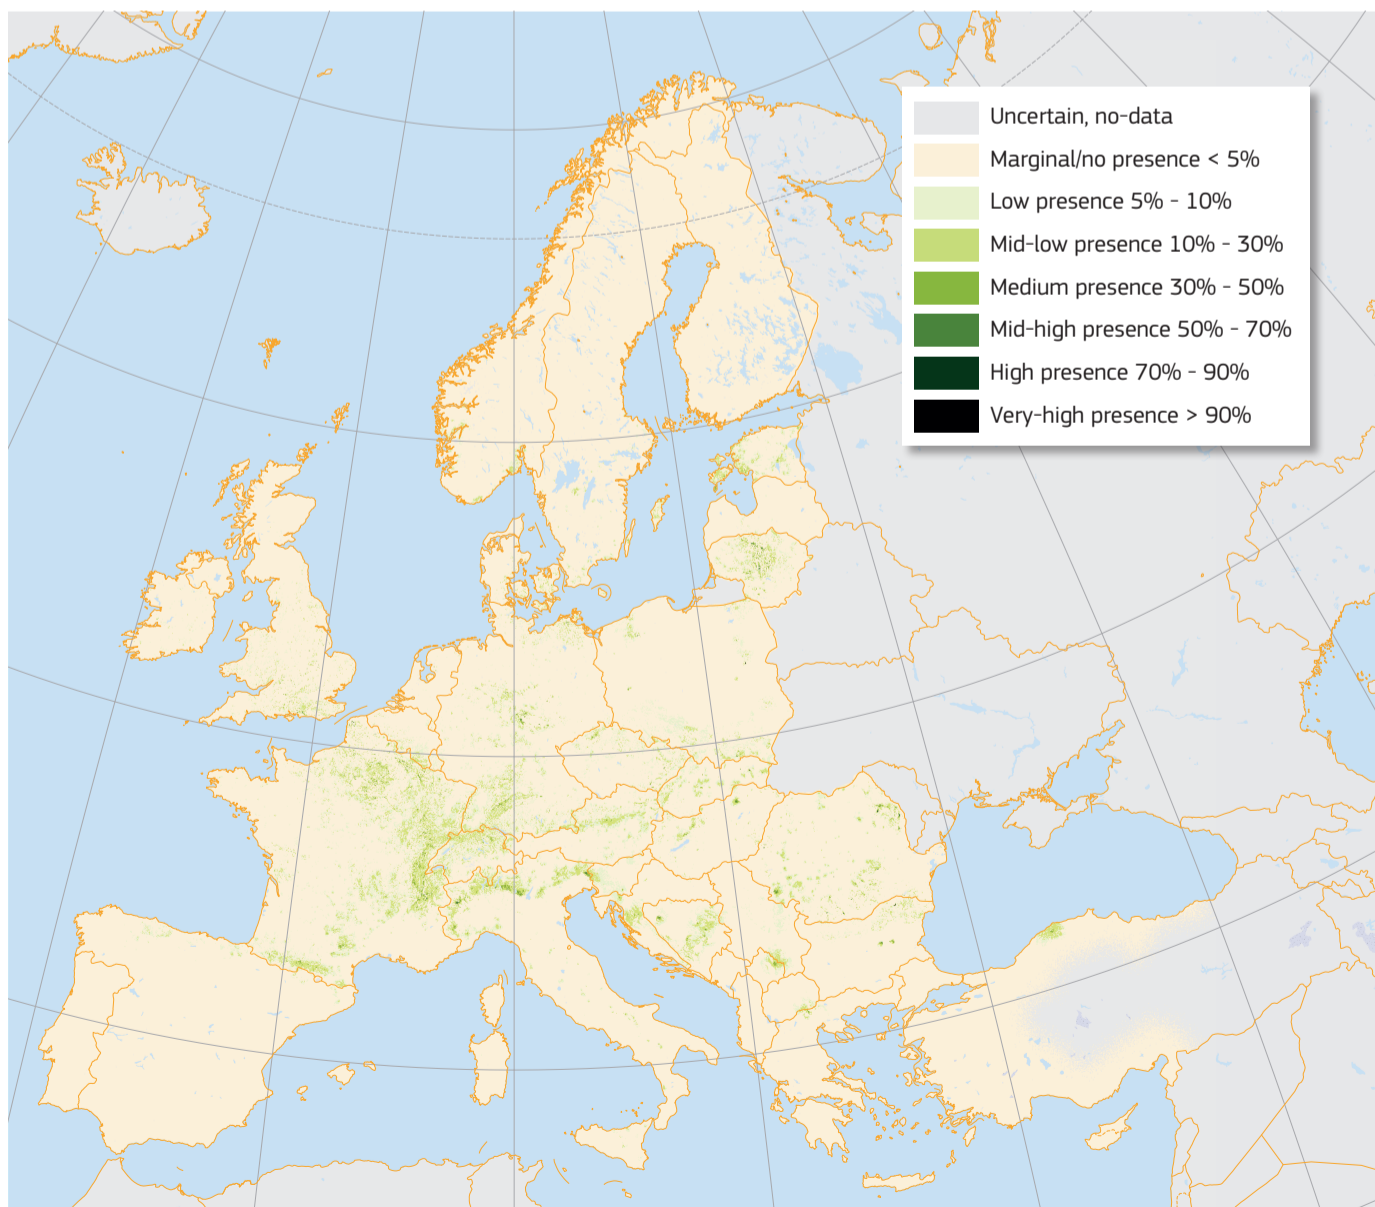 Uncertain, no-data
Marginal/no presence < 5%
Low presence 5% - 10%
Mid-low presence 10% - 30%
Medium presence 30% - 50%
Mid-high presence 50% - 70%
High presence 70% - 90%
Very-high presence > 90%